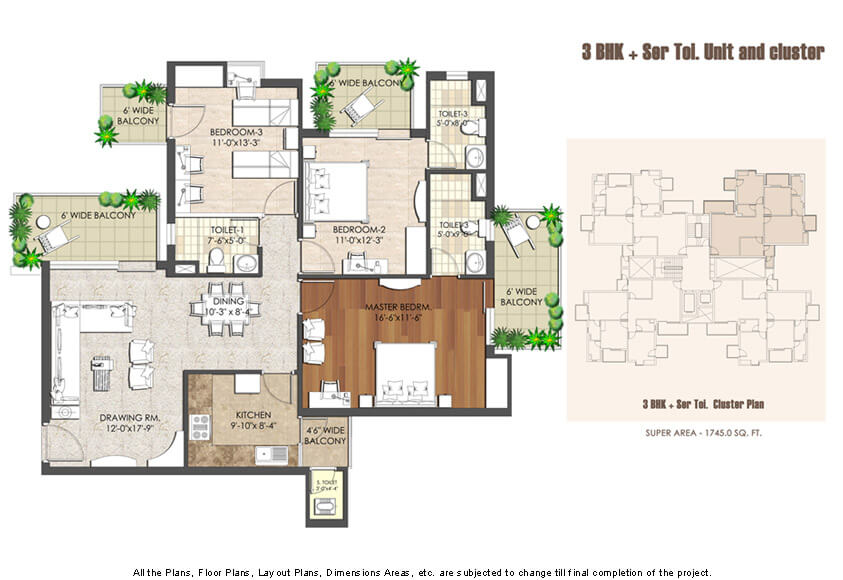 3 BHK + Ser Toi. Unit and cluster
6' WIDE
BALCONY
BEDROOM-3
11'-0"x13'-3"
6' WIDE BALCONY
TOILET-3
5'-0"x8'-0"
6' WIDE BALCONY
TOILET-1
7'-6"x5'-0"
BEDROOM-2
11'-0"x12'-3"
TOILET-3
5'-0"x9'-0"
6' WIDE
BALCONY
DINING
10'-3" x 8'-4"
MASTER BEDRM.
16'-6"x11'-6"
DRAWING RM.
12'-0"x17'-9"
KITCHEN
9'-10"x 8'-4"
4'6" WIDE
BALCONY
S. TOILET
3'-0"x4'-4"
3 BHK + Ser Toi. Cluster Plan
SUPER AREA - 1745.0 SQ. FT.
All the Plans, Floor Plans, Layout Plans, Dimensions Areas, etc. are subjected to change till final completion of the project.